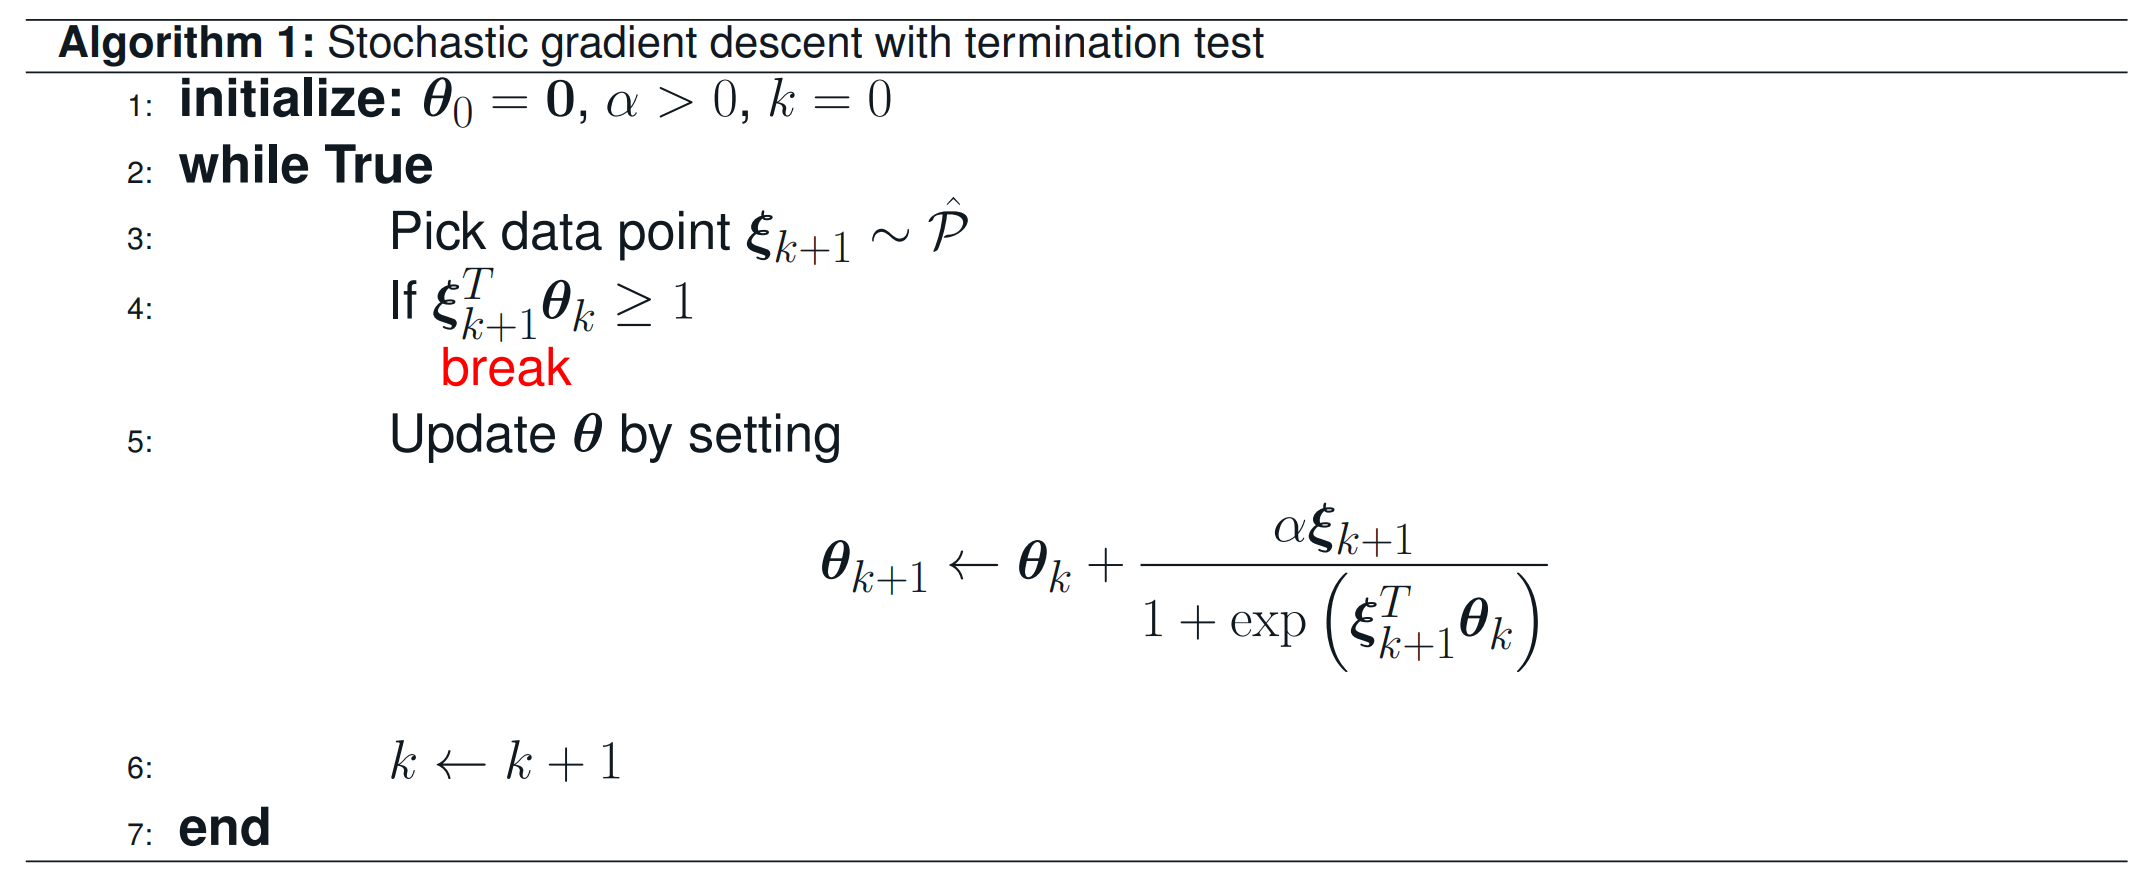 Algorithm 1: Stochastic gradient descent with termination test
1: initialize: $\boldsymbol{\theta}_0 = \mathbf{0}$, $\alpha > 0$, $k = 0$
2: while True
3: Pick data point $\boldsymbol{\xi}_{k+1} \sim \hat{\mathcal{P}}$
4: If $\boldsymbol{\xi}_{k+1}^T \boldsymbol{\theta}_k \geq 1$
break
5: Update $\boldsymbol{\theta}$ by setting
$\boldsymbol{\theta}_{k+1} \leftarrow \boldsymbol{\theta}_k + \frac{\alpha \boldsymbol{\xi}_{k+1}}{1 + \exp\left(\boldsymbol{\xi}_{k+1}^T \boldsymbol{\theta}_k\right)}$
6: $k \leftarrow k + 1$
7: end